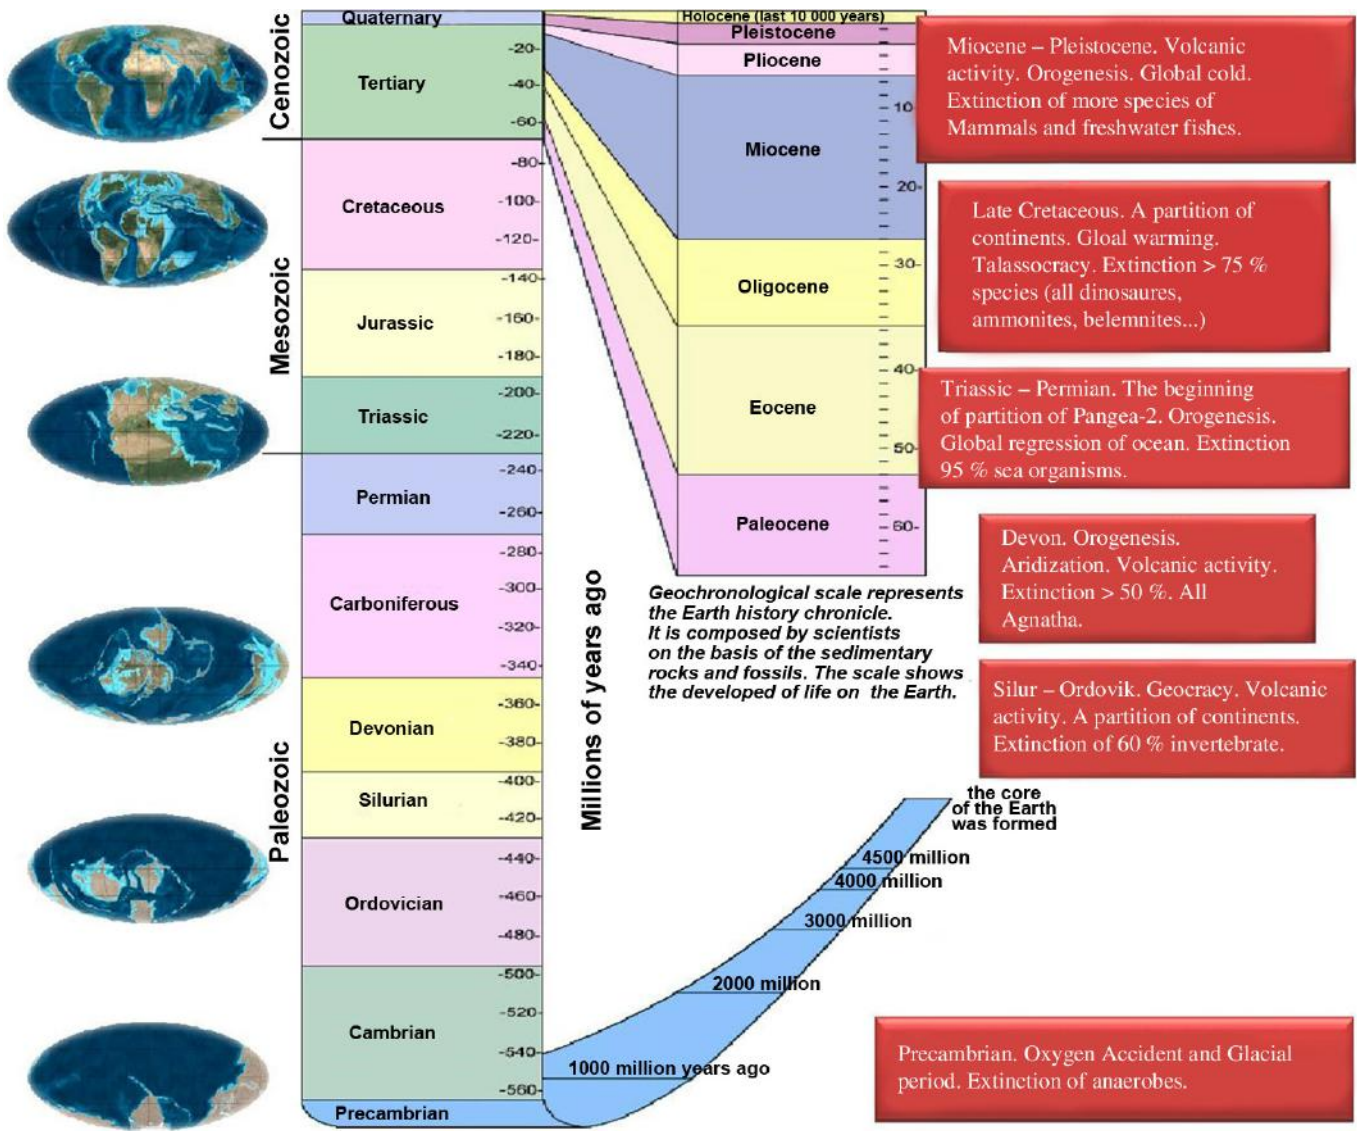 Cenozoic
Mesozoic
Paleozoic
Quaternary
Tertiary
Cretaceous
Jurassic
Triassic
Permian
Carboniferous
Devonian
Silurian
Ordovician
Cambrian
Precambrian
-20-
-40-
-60-
-80-
-100-
-120-
-140-
-160-
-180-
-200-
-220-
-240-
-260-
-280-
-300-
-320-
-340-
-360-
-380-
-400-
-420-
-440-
-460-
-480-
-500-
-520-
-540-
-560-
Millions of years ago
Holocene (last 10 000 years)
Pleistocene
Pliocene
Miocene
Oligocene
Eocene
Paleocene
10-
20-
30-
40-
50-
60-
Geochronological scale represents
the Earth history chronicle.
It is composed by scientists
on the basis of the sedimentary
rocks and fossils. The scale shows
the developed of life on the Earth.
the core
of the Earth
was formed
4500 million
4000 million
3000 million
2000 million
1000 million years ago
Miocene – Pleistocene. Volcanic
activity. Orogenesis. Global cold.
Extinction of more species of
Mammals and freshwater fishes.
Late Cretaceous. A partition of
continents. Gloal warming.
Talassocracy. Extinction > 75 %
species (all dinosaures,
ammonites, belemnites...)
Triassic – Permian. The beginning
of partition of Pangea-2. Orogenesis.
Global regression of ocean. Extinction
95 % sea organisms.
Devon. Orogenesis.
Aridization. Volcanic activity.
Extinction > 50 %. All
Agnatha.
Silur – Ordovik. Geocracy. Volcanic
activity. A partition of continents.
Extinction of 60 % invertebrate.
Precambrian. Oxygen Accident and Glacial
period. Extinction of anaerobes.